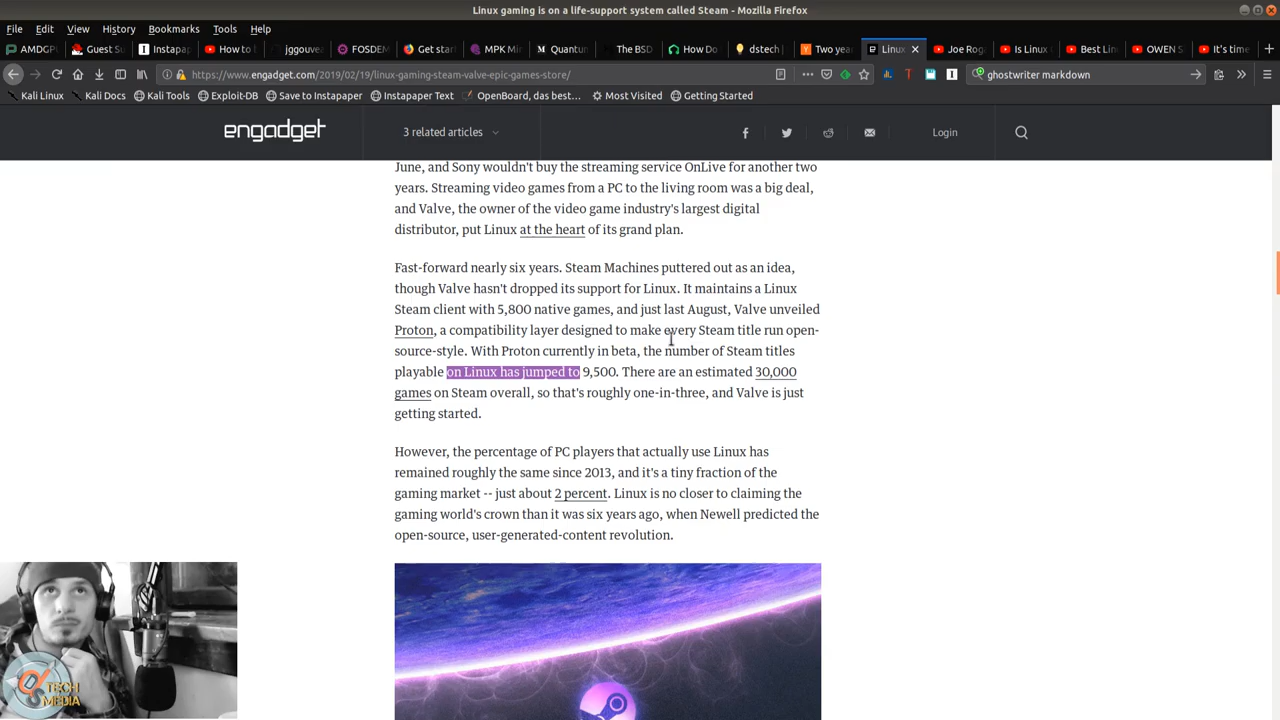 Linux gaming is on a life-support system called Steam - Mozilla Firefox
File Edit View History Bookmarks Tools Help
AMDGPU Guest Su Instapap How to jggouvea FOSDEM Get start MPK Min Quantun The BSD How Do dstech Two year Linux Joe Rog Is Linux Best Lin OWEN S It's time
https://www.engadget.com/2019/02/19/linux-gaming-steam-valve-epic-games-store/ ghostwriter markdown
Kali Linux Kali Docs Kali Tools Exploit-DB Save to Instapaper Instapaper Text OpenBoard, das best... Most Visited Getting Started
engadget 3 related articles Login
June, and Sony wouldn't buy the streaming service OnLive for another two
years. Streaming video games from a PC to the living room was a big deal,
and Valve, the owner of the video game industry's largest digital
distributor, put Linux at the heart of its grand plan.
Fast-forward nearly six years. Steam Machines puttered out as an idea,
though Valve hasn't dropped its support for Linux. It maintains a Linux
Steam client with 5,800 native games, and just last August, Valve unveiled
Proton, a compatibility layer designed to make every Steam title run open-
source-style. With Proton currently in beta, the number of Steam titles
playable on Linux has jumped to 9,500. There are an estimated 30,000
games on Steam overall, so that's roughly one-in-three, and Valve is just
getting started.
However, the percentage of PC players that actually use Linux has
remained roughly the same since 2013, and it's a tiny fraction of the
gaming market -- just about 2 percent. Linux is no closer to claiming the
gaming world's crown than it was six years ago, when Newell predicted the
open-source, user-generated-content revolution.
TECH
MEDIA